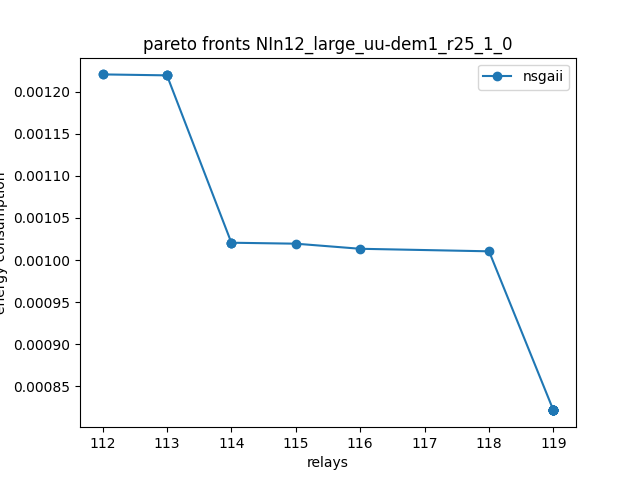 pareto fronts NIn12_large_uu-dem1_r25_1_0
nsgaii
0.00120
0.00115
0.00110
0.00105
0.00100
0.00095
0.00090
0.00085
energy consumption
112 113 114 115 116 117 118 119
relays